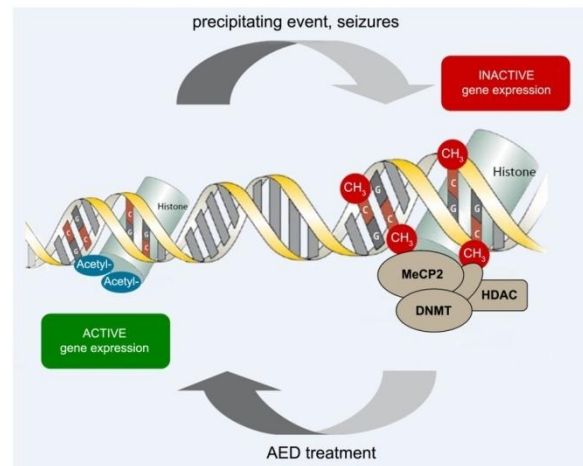 precipitating event, seizures
INACTIVE
gene expression
CH3
CH3
Histone
C
G
G
C
C
G
G
C
Histone
C
C
G
C
G
G
C
CH3
CH3
Acetyl-
Acetyl-
MeCP2
HDAC
DNMT
ACTIVE
gene expression
AED treatment